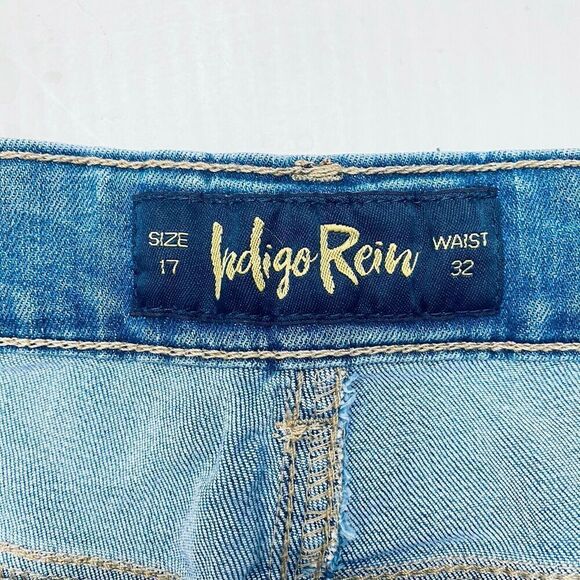 SIZE
17
Indigo Rein
WAIST
32